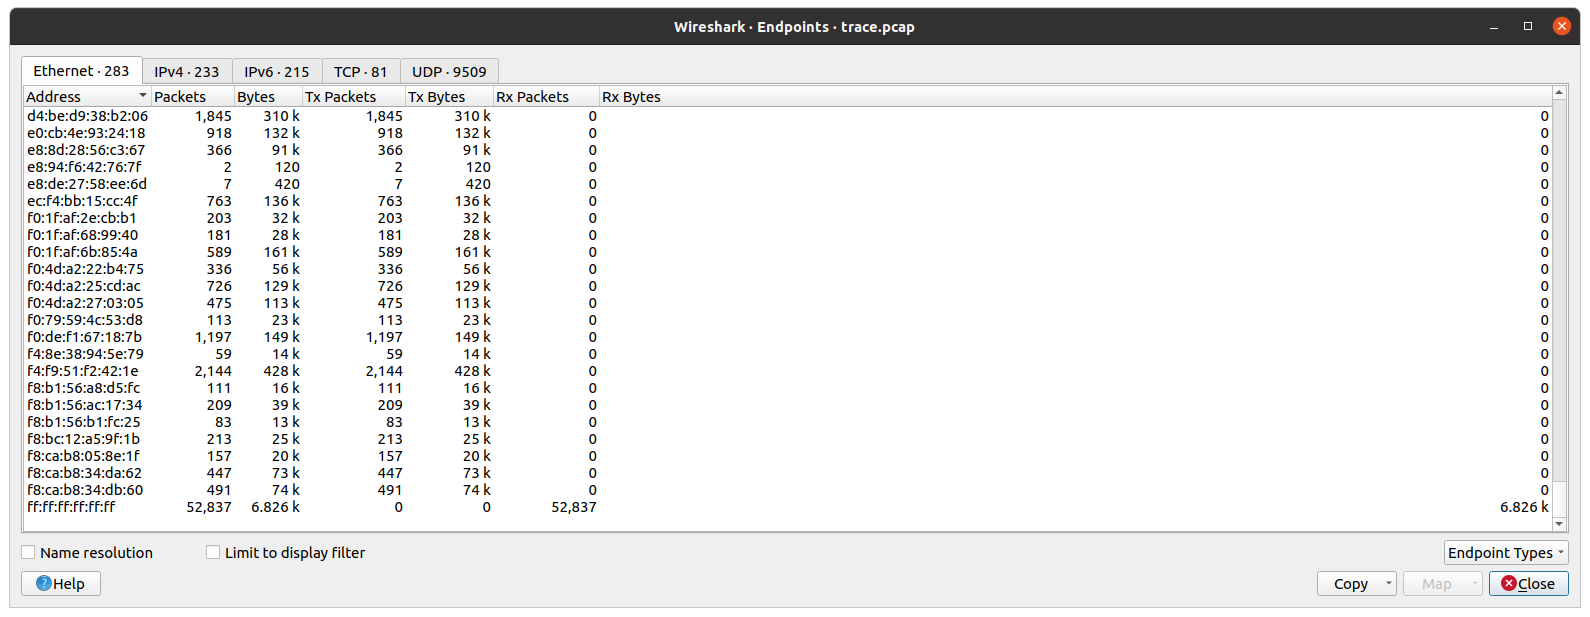 Wireshark · Endpoints · trace.pcap
Ethernet · 283 IPv4 · 233 IPv6 · 215 TCP · 81 UDP · 9509
Address Packets Bytes Tx Packets Tx Bytes Rx Packets Rx Bytes
d4:be:d9:38:b2:06 1,845 310 k 1,845 310 k 0 0
e0:cb:4e:93:24:18 918 132 k 918 132 k 0 0
e8:8d:28:56:c3:67 366 91 k 366 91 k 0 0
e8:94:f6:42:76:7f 2 120 2 120 0 0
e8:de:27:58:ee:6d 7 420 7 420 0 0
ec:f4:bb:15:cc:4f 763 136 k 763 136 k 0 0
f0:1f:af:2e:cb:b1 203 32 k 203 32 k 0 0
f0:1f:af:68:99:40 181 28 k 181 28 k 0 0
f0:1f:af:6b:85:4a 589 161 k 589 161 k 0 0
f0:4d:a2:22:b4:75 336 56 k 336 56 k 0 0
f0:4d:a2:25:cd:ac 726 129 k 726 129 k 0 0
f0:4d:a2:27:03:05 475 113 k 475 113 k 0 0
f0:79:59:4c:53:d8 113 23 k 113 23 k 0 0
f0:de:f1:67:18:7b 1,197 149 k 1,197 149 k 0 0
f4:8e:38:94:5e:79 59 14 k 59 14 k 0 0
f4:f9:51:f2:42:1e 2,144 428 k 2,144 428 k 0 0
f8:b1:56:a8:d5:fc 111 16 k 111 16 k 0 0
f8:b1:56:ac:17:34 209 39 k 209 39 k 0 0
f8:b1:56:b1:fc:25 83 13 k 83 13 k 0 0
f8:bc:12:a5:9f:1b 213 25 k 213 25 k 0 0
f8:ca:b8:05:8e:1f 157 20 k 157 20 k 0 0
f8:ca:b8:34:da:62 447 73 k 447 73 k 0 0
f8:ca:b8:34:db:60 491 74 k 491 74 k 0 0
ff:ff:ff:ff:ff:ff 52,837 6.826 k 0 0 52,837 6.826 k
Name resolution Limit to display filter Endpoint Types
Help Copy Map Close